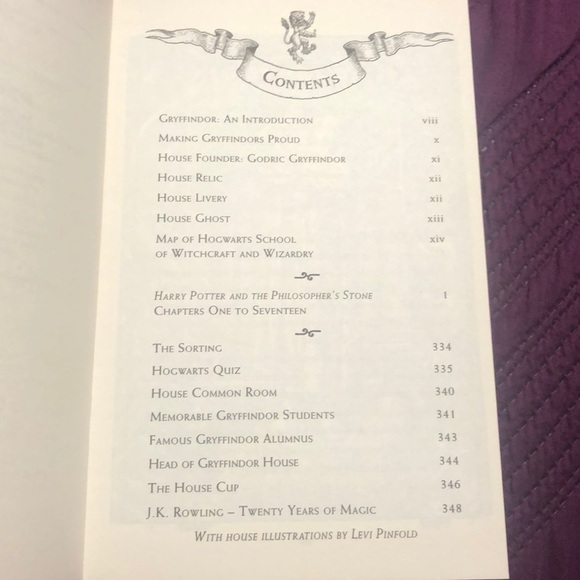 CONTENTS
GRYFFINDOR: AN INTRODUCTION viii
MAKING GRYFFINDORS PROUD x
HOUSE FOUNDER: GODRIC GRYFFINDOR xi
HOUSE RELIC xii
HOUSE LIVERY xii
HOUSE GHOST xiii
MAP OF HOGWARTS SCHOOL xiv
OF WITCHCRAFT AND WIZARDRY
HARRY POTTER AND THE PHILOSOPHER'S STONE 1
CHAPTERS ONE TO SEVENTEEN
THE SORTING 334
HOGWARTS QUIZ 335
HOUSE COMMON ROOM 340
MEMORABLE GRYFFINDOR STUDENTS 341
FAMOUS GRYFFINDOR ALUMNUS 343
HEAD OF GRYFFINDOR HOUSE 344
THE HOUSE CUP 346
J.K. ROWLING – TWENTY YEARS OF MAGIC 348
WITH HOUSE ILLUSTRATIONS BY LEVI PINFOLD